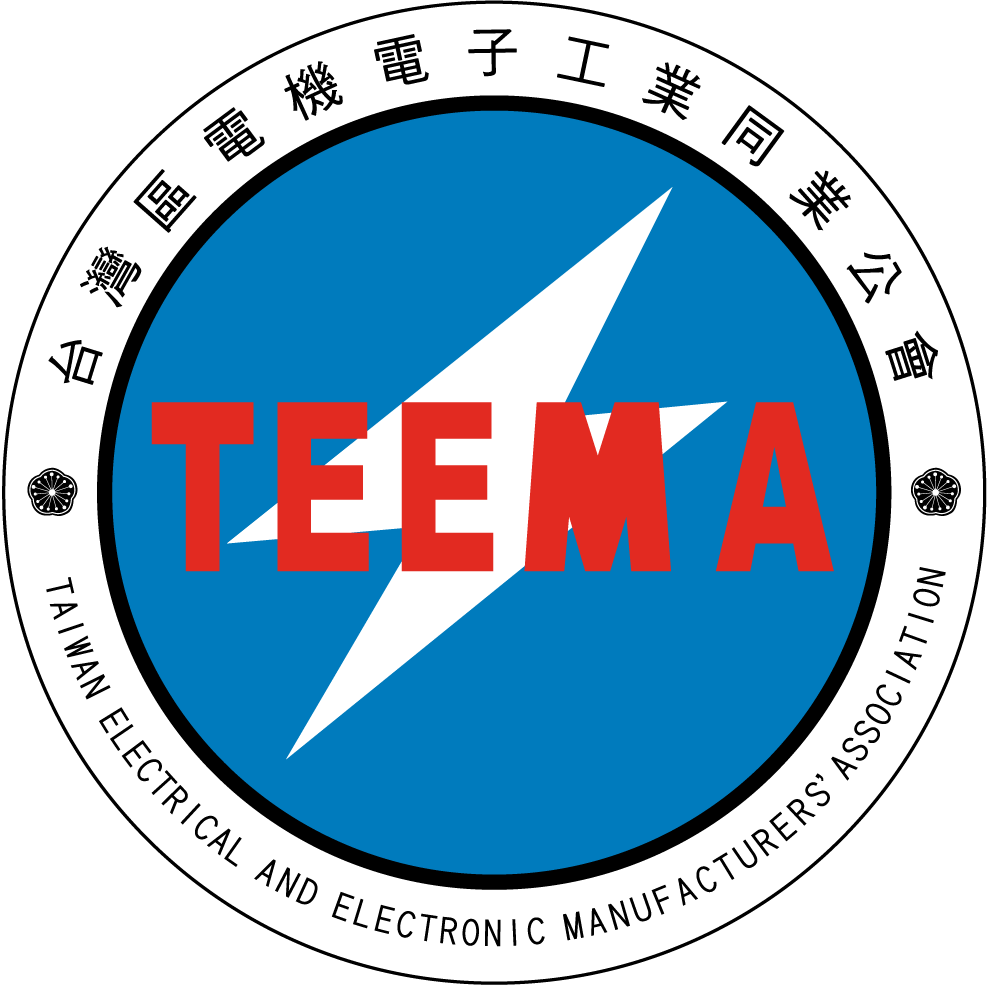 台灣區電機電子工業同業公會
TEEMA
TAIWAN ELECTRICAL AND ELECTRONIC MANUFACTURERS' ASSOCIATION